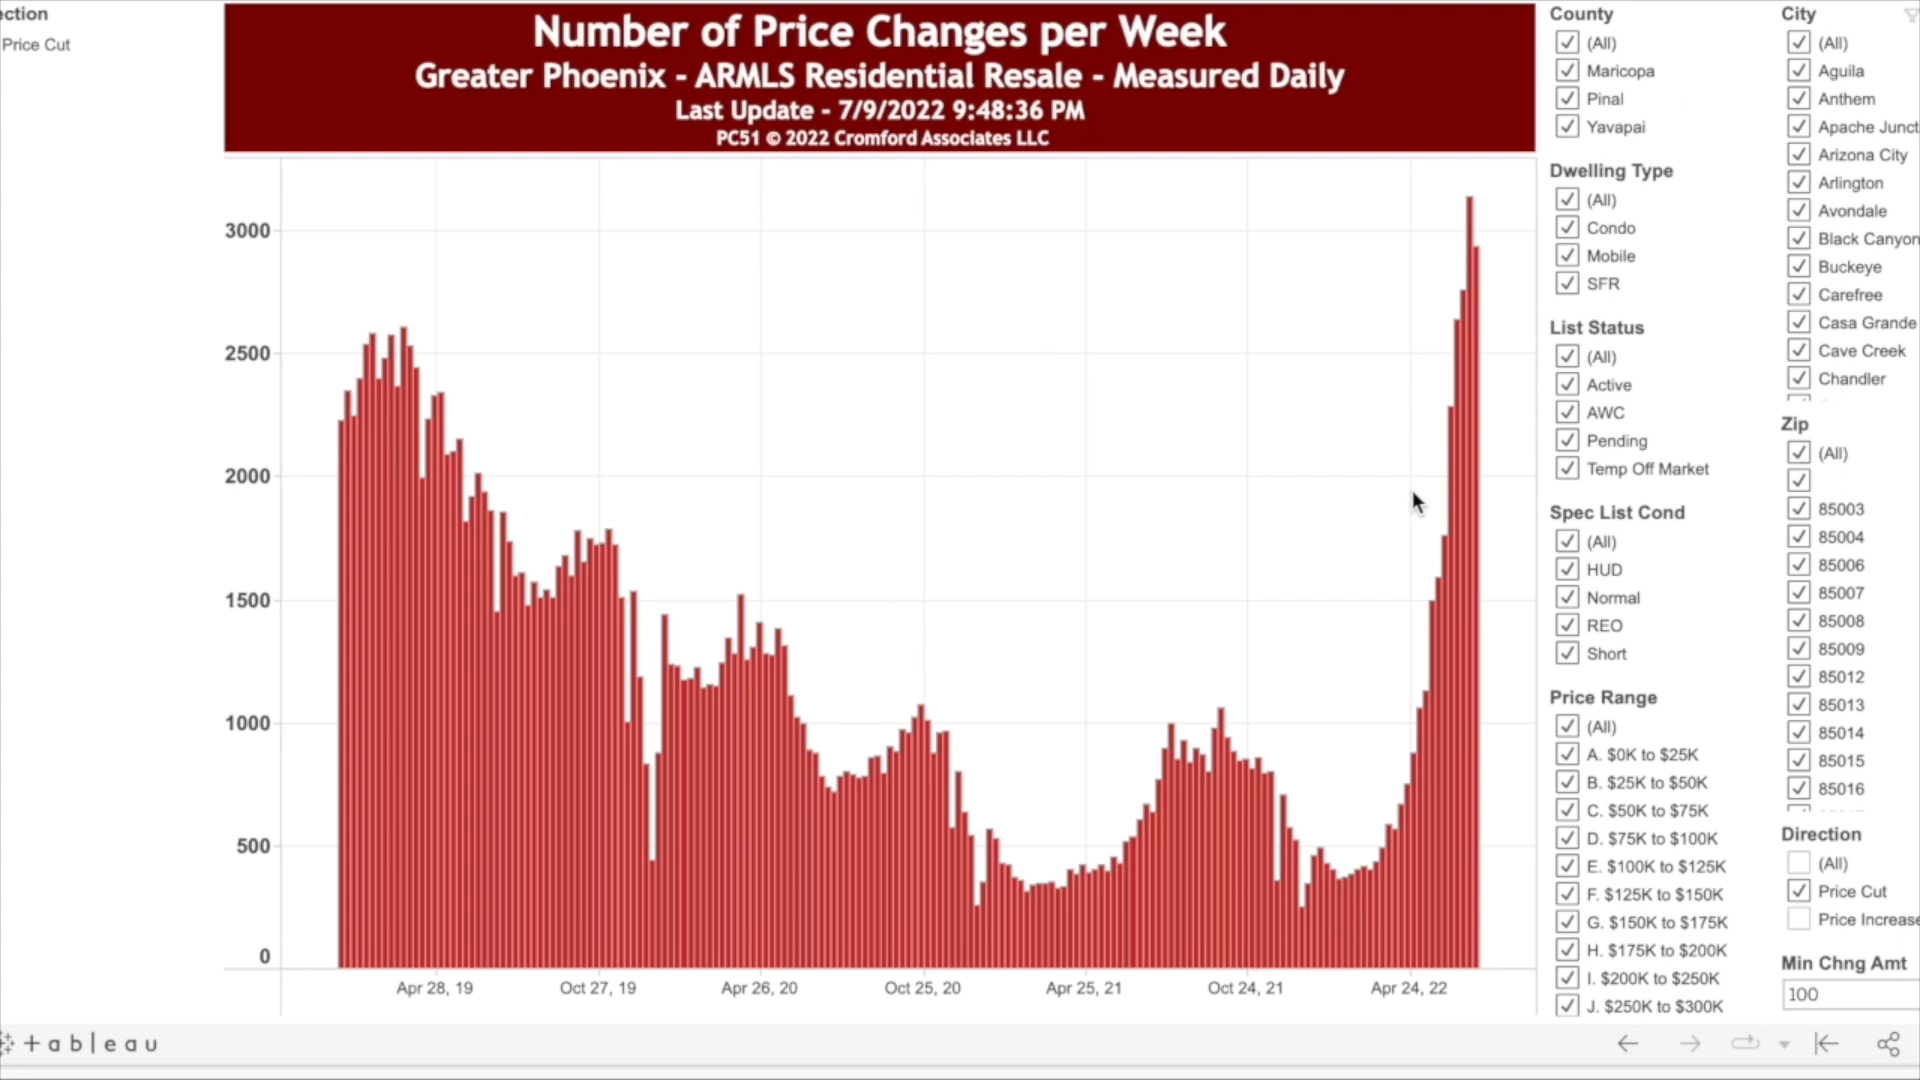 ection
Price Cut
Number of Price Changes per Week
Greater Phoenix - ARMLS Residential Resale - Measured Daily
Last Update - 7/9/2022 9:48:36 PM
PC51 © 2022 Cromford Associates LLC
3000
2500
2000
1500
1000
500
0
Apr 28, 19
Oct 27, 19
Apr 26, 20
Oct 25, 20
Apr 25, 21
Oct 24, 21
Apr 24, 22
County
(All)
Maricopa
Pinal
Yavapai
Dwelling Type
(All)
Condo
Mobile
SFR
List Status
(All)
Active
AWC
Pending
Temp Off Market
Spec List Cond
(All)
HUD
Normal
REO
Short
Price Range
(All)
A. $0K to $25K
B. $25K to $50K
C. $50K to $75K
D. $75K to $100K
E. $100K to $125K
F. $125K to $150K
G. $150K to $175K
H. $175K to $200K
I. $200K to $250K
J. $250K to $300K
City
(All)
Aguila
Anthem
Apache Junct
Arizona City
Arlington
Avondale
Black Canyon
Buckeye
Carefree
Casa Grande
Cave Creek
Chandler
Zip
(All)
85003
85004
85006
85007
85008
85009
85012
85013
85014
85015
85016
Direction
(All)
Price Cut
Price Increase
Min Chng Amt
100
+ a b l e a u